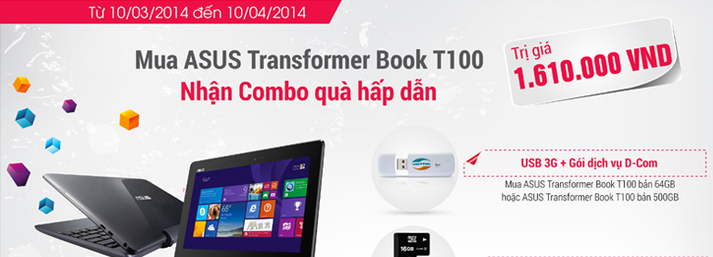 Từ 10/03/2014 đến 10/04/2014
Mua ASUS Transformer Book T100
Nhận Combo quà hấp dẫn
Trị giá
1.610.000 VND
USB 3G + Gói dịch vụ D-Com
Mua ASUS Transformer Book T100 bản 64GB
hoặc ASUS Transformer Book T100 bản 500GB
16GB